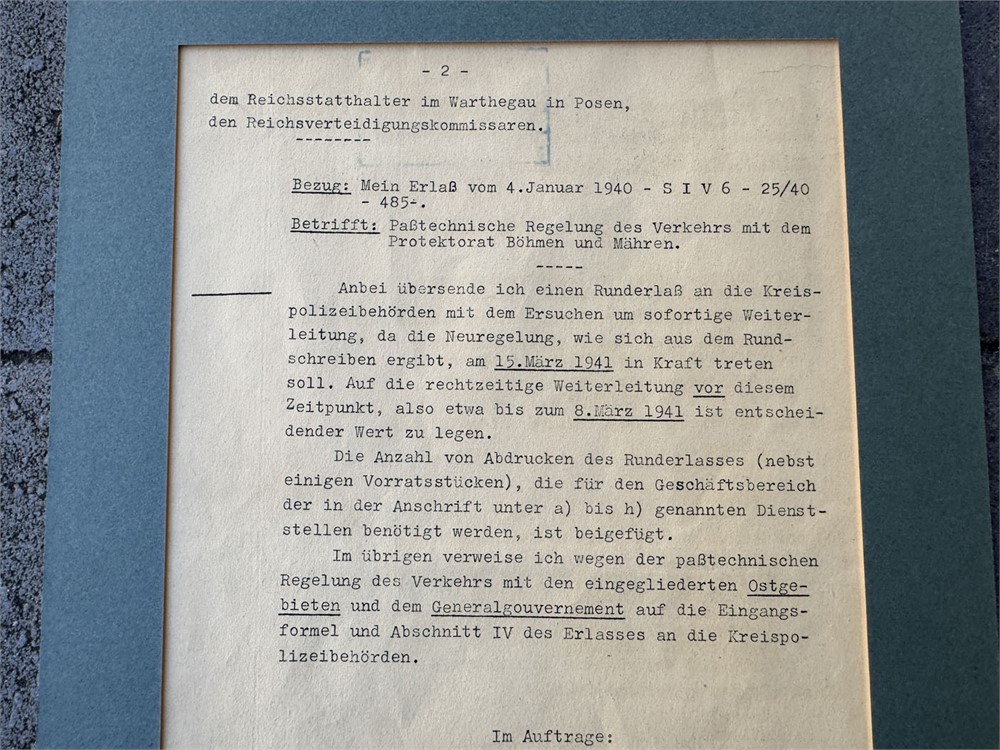 - 2 -
dem Reichsstatthalter im Warthegau in Posen,
den Reichsverteidigungskommissaren.
--------
Bezug: Mein Erlaß vom 4.Januar 1940 - S I V 6 - 25/40
- 485-.
Betrifft: Paßtechnische Regelung des Verkehrs mit dem
Protektorat Böhmen und Mähren.
-----
Anbei übersende ich einen Runderlaß an die Kreis-
polizeibehörden mit dem Ersuchen um sofortige Weiter-
leitung, da die Neuregelung, wie sich aus dem Rund-
schreiben ergibt, am 15.März 1941 in Kraft treten
soll. Auf die rechtzeitige Weiterleitung vor diesem
Zeitpunkt, also etwa bis zum 8.März 1941 ist entschei-
dender Wert zu legen.
Die Anzahl von Abdrucken des Runderlasses (nebst
einigen Vorratsstücken), die für den Geschäftsbereich
der in der Anschrift unter a) bis h) genannten Dienst-
stellen benötigt werden, ist beigefügt.
Im übrigen verweise ich wegen der paßtechnischen
Regelung des Verkehrs mit den eingegliederten Ostge-
bieten und dem Generalgouvernement auf die Eingangs-
formel und Abschnitt IV des Erlasses an die Kreispo-
lizeibehörden.
Im Auftrage: